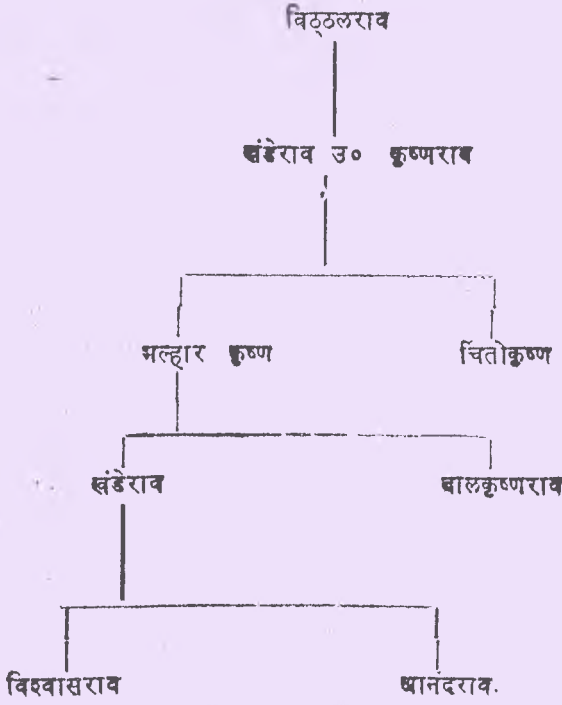 विठ्ठलराव
खंडेराव उ० कृष्णराव
मल्हार कृष्ण चिंतोकृष्ण
खंडेराव बालकृष्णराव
विश्वासराव आनंदराव.